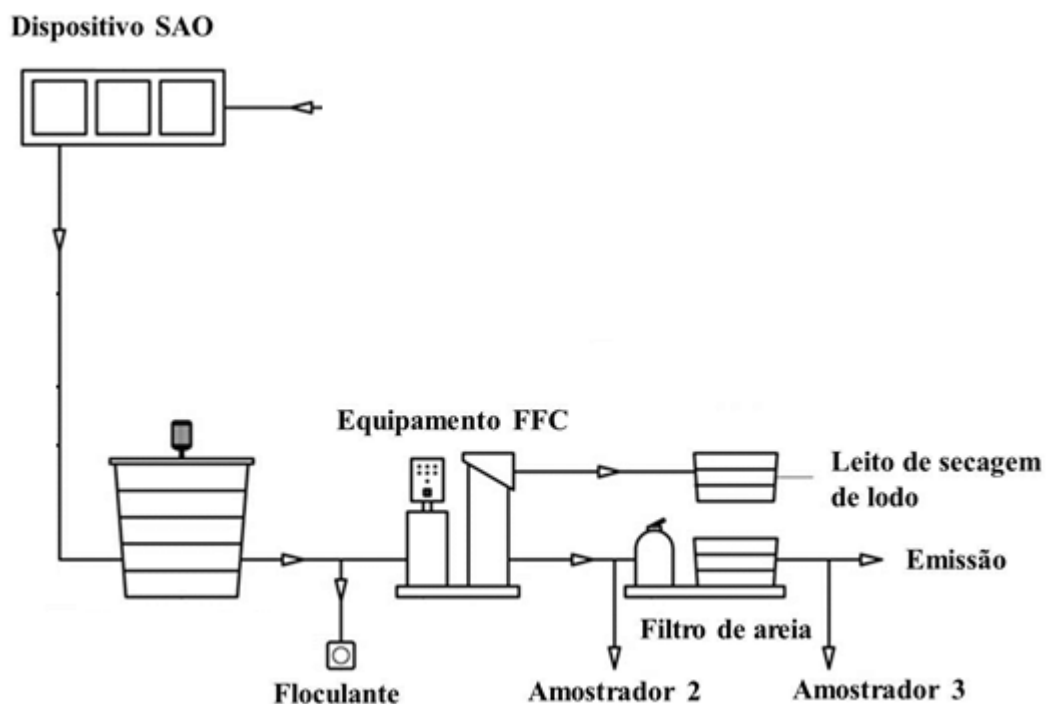 Dispositivo SAO
Equipamento FFC
Leito de secagem
de lodo
Emissão
Filtro de areia
Floculante
Amostrador 2
Amostrador 3